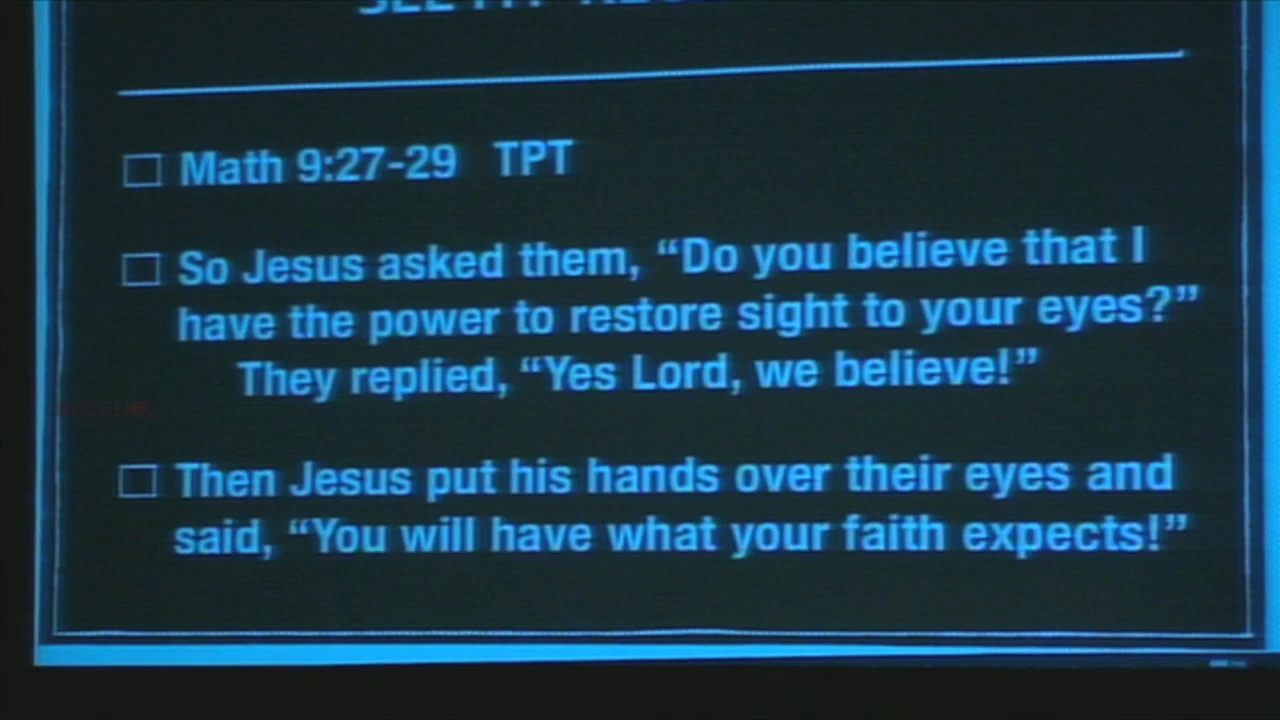 Math 9:27-29 TPT
So Jesus asked them, “Do you believe that I
have the power to restore sight to your eyes?”
They replied, “Yes Lord, we believe!”
Then Jesus put his hands over their eyes and
said, “You will have what your faith expects!”